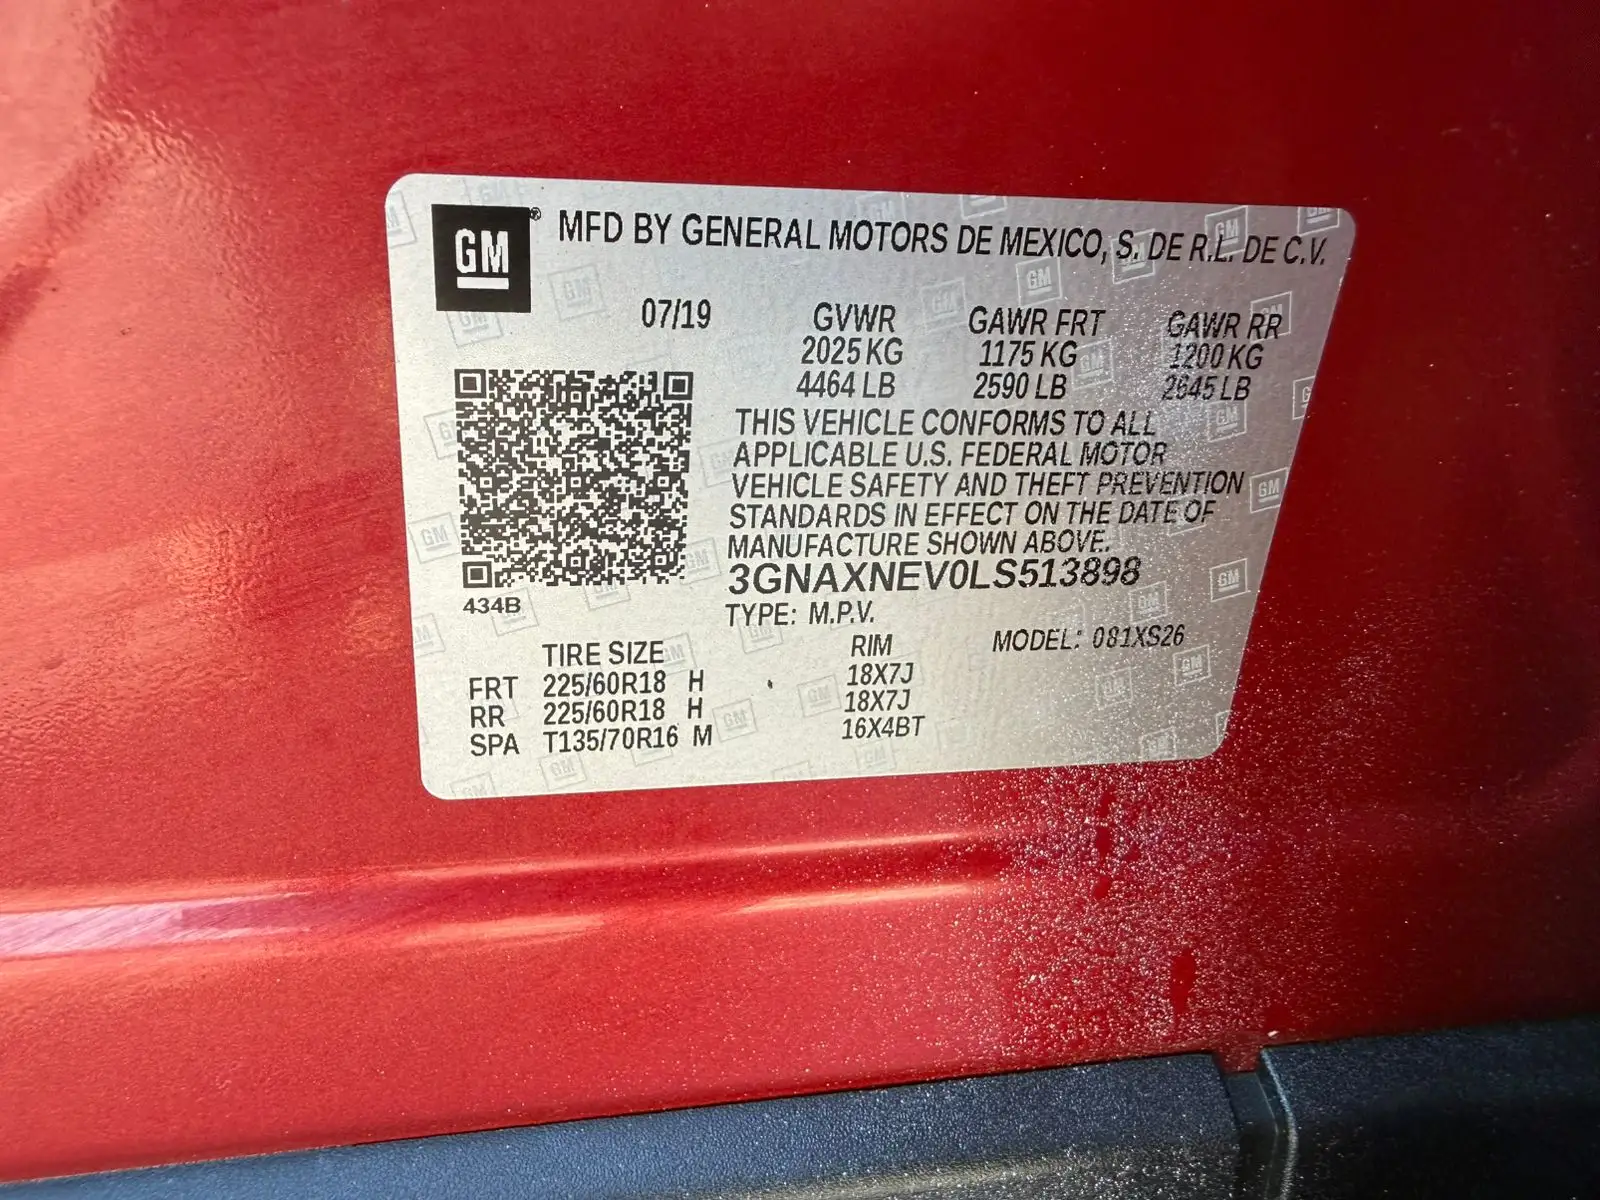 GM ® MFD BY GENERAL MOTORS DE MEXICO, S. DE R.L. DE C.V.
07/19 GVWR GAWR FRT GAWR RR
2025 KG 1175 KG 1200 KG
4464 LB 2590 LB 2645 LB
THIS VEHICLE CONFORMS TO ALL
APPLICABLE U.S. FEDERAL MOTOR
VEHICLE SAFETY AND THEFT PREVENTION
STANDARDS IN EFFECT ON THE DATE OF
MANUFACTURE SHOWN ABOVE.
3GNAXNEV0LS513898
434B
TYPE: M.P.V.
MODEL: 081XS26
TIRE SIZE RIM
FRT 225/60R18 H 18X7J
RR 225/60R18 H 18X7J
SPA T135/70R16 M 16X4BT